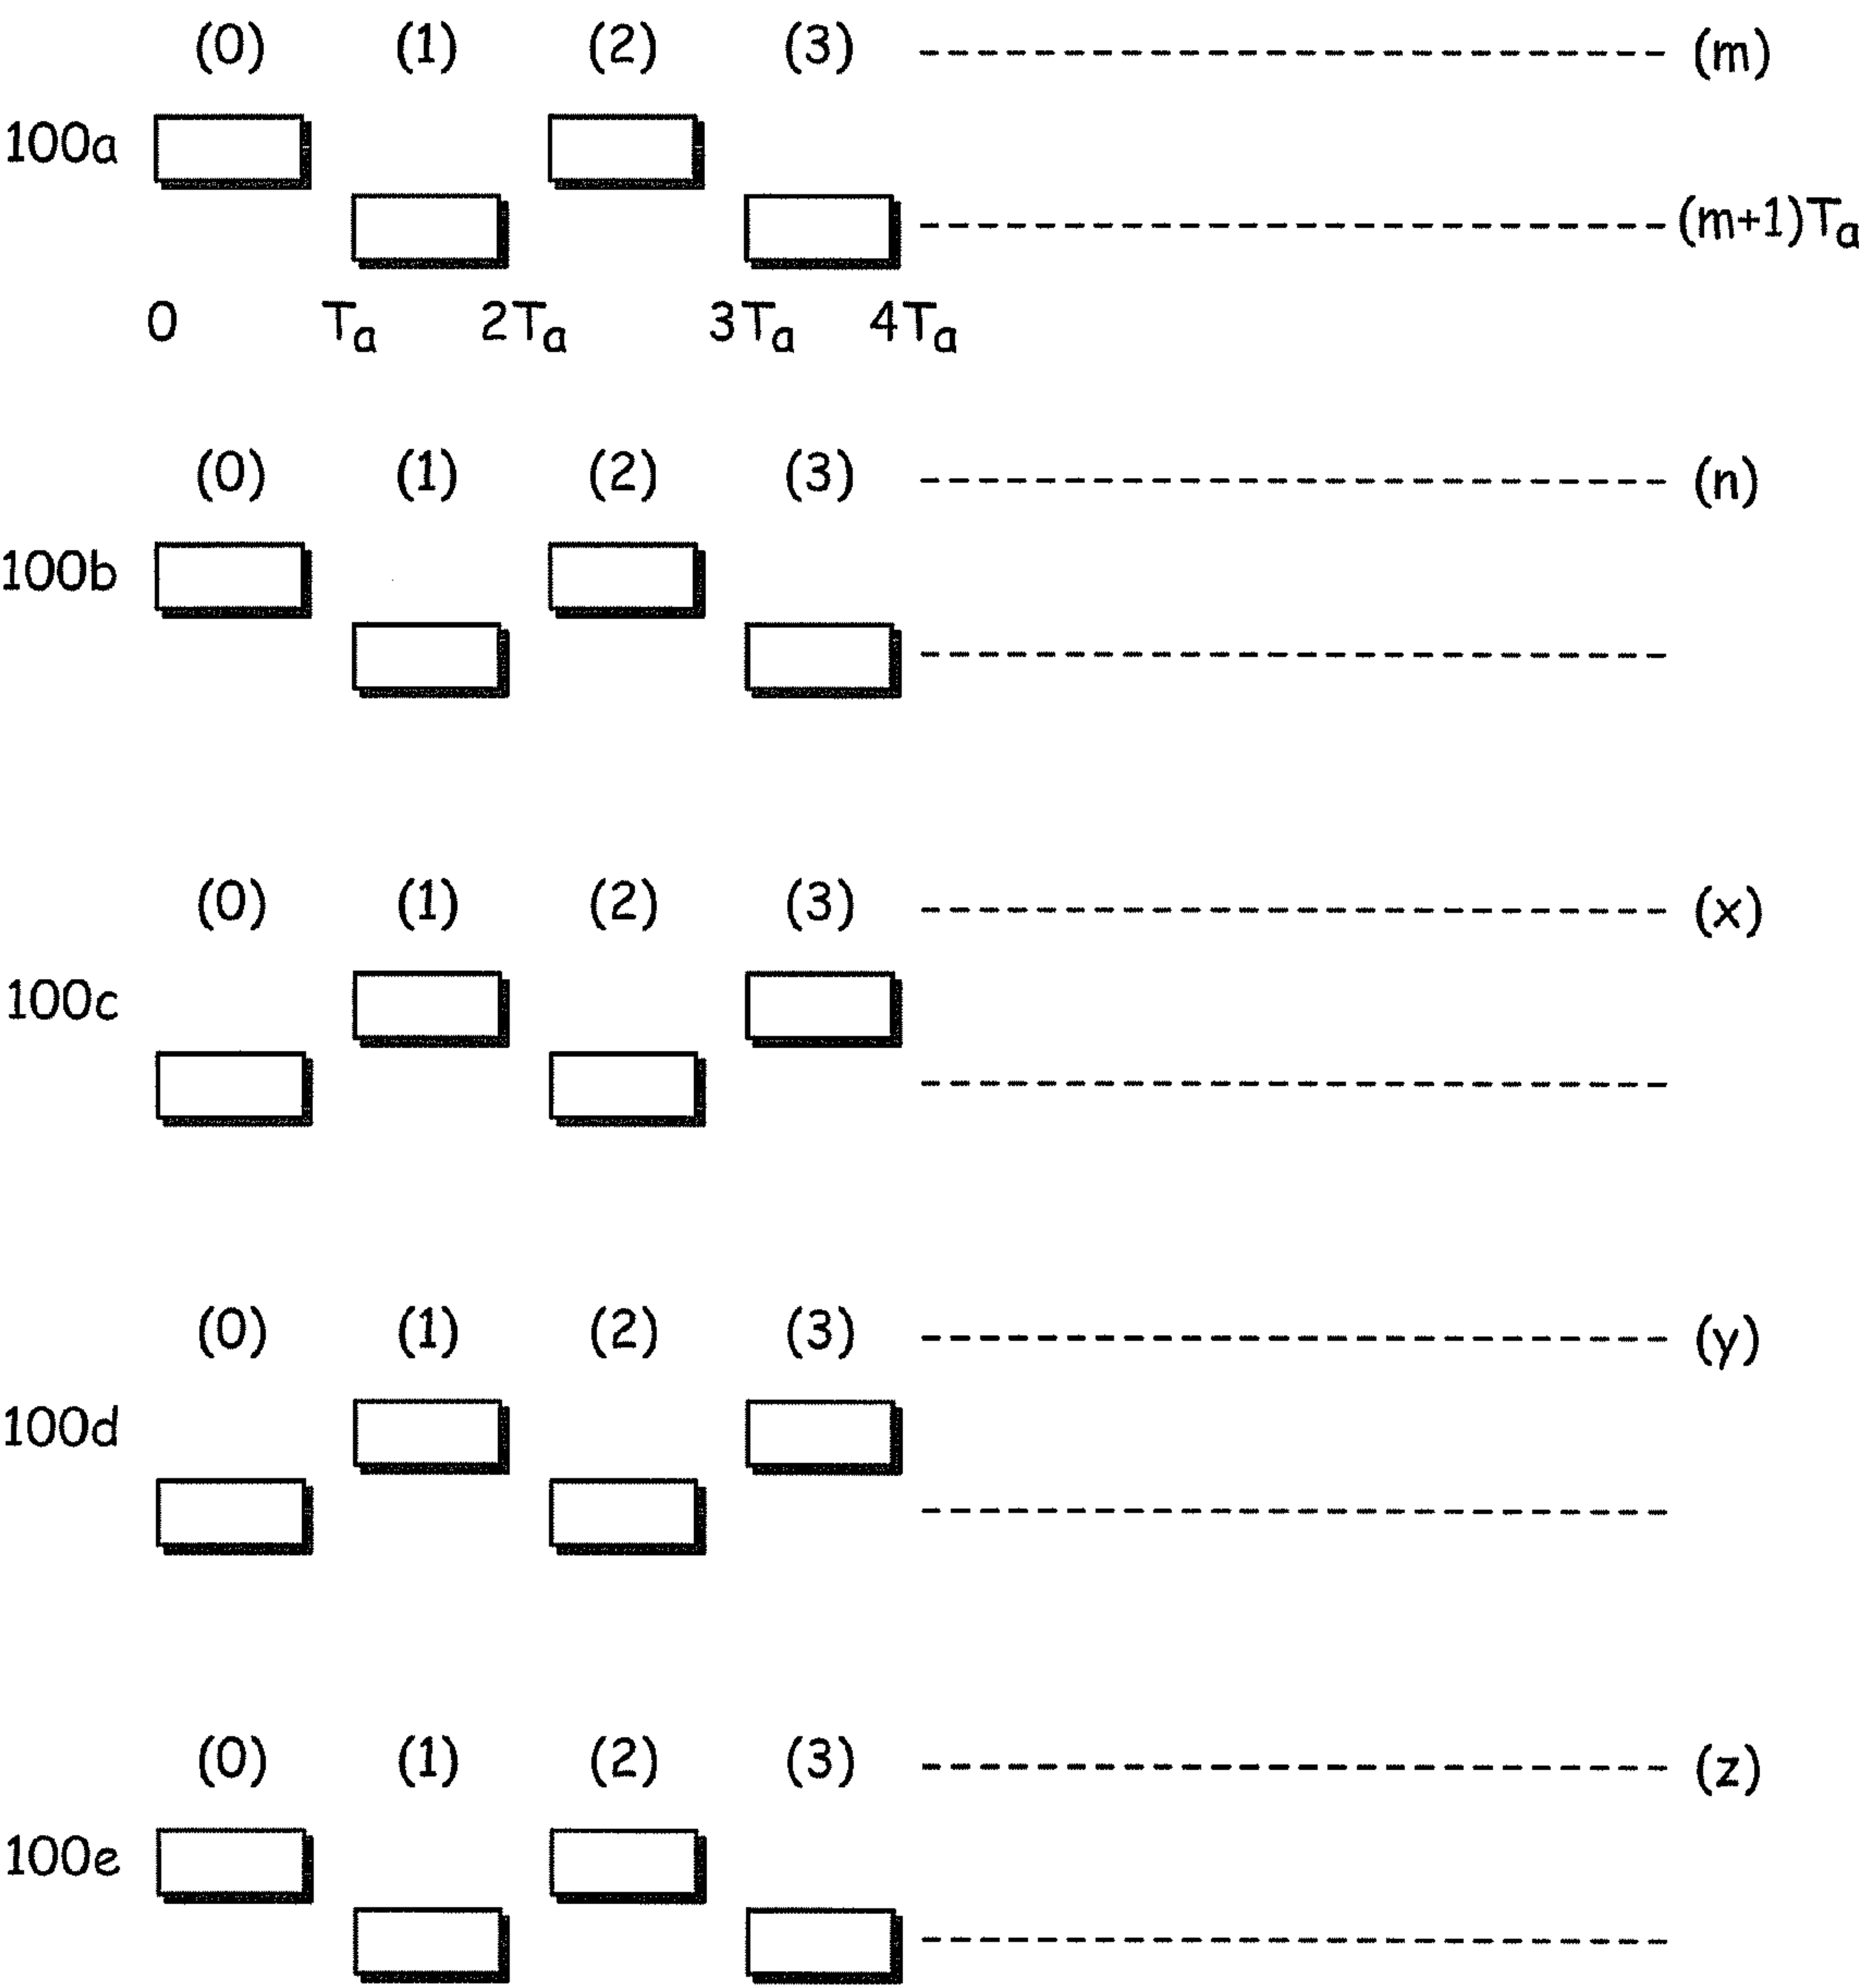 (0) (1) (2) (3) (m)
100a
(m+1)Ta
0 Ta 2Ta 3Ta 4Ta
(0) (1) (2) (3) (n)
100b
(0) (1) (2) (3) (x)
100c
(0) (1) (2) (3) (y)
100d
(0) (1) (2) (3) (z)
100e